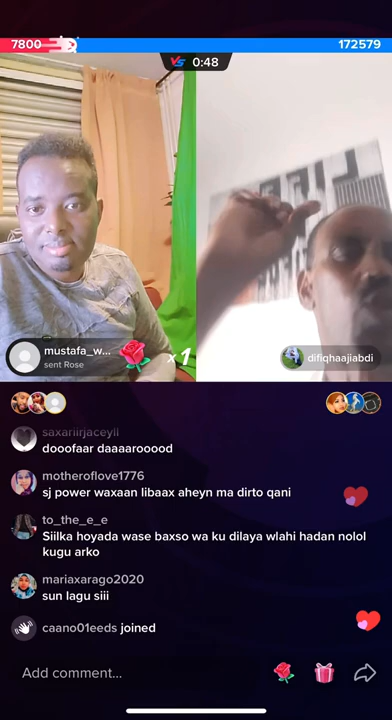 7800
172579
VS 0:48
mustafa_w...
sent Rose
x1
difiqhaajiabdi
saxariirjaceyll
dooofaar daaaarooood
motheroflove1776
sj power waxaan libaax aheyn ma dirto qani
to_the_e_e
Siilka hoyada wase baxso wa ku dilaya wlahi hadan nolol
kugu arko
mariaxarago2020
sun lagu siii
caano01eeds joined
Add comment...